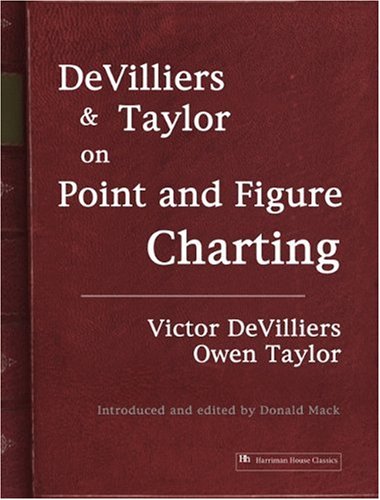 DeVilliers
& Taylor
on
Point and Figure
Charting
Victor DeVilliers
Owen Taylor
Introduced and edited by Donald Mack
Hh Harriman House Classics